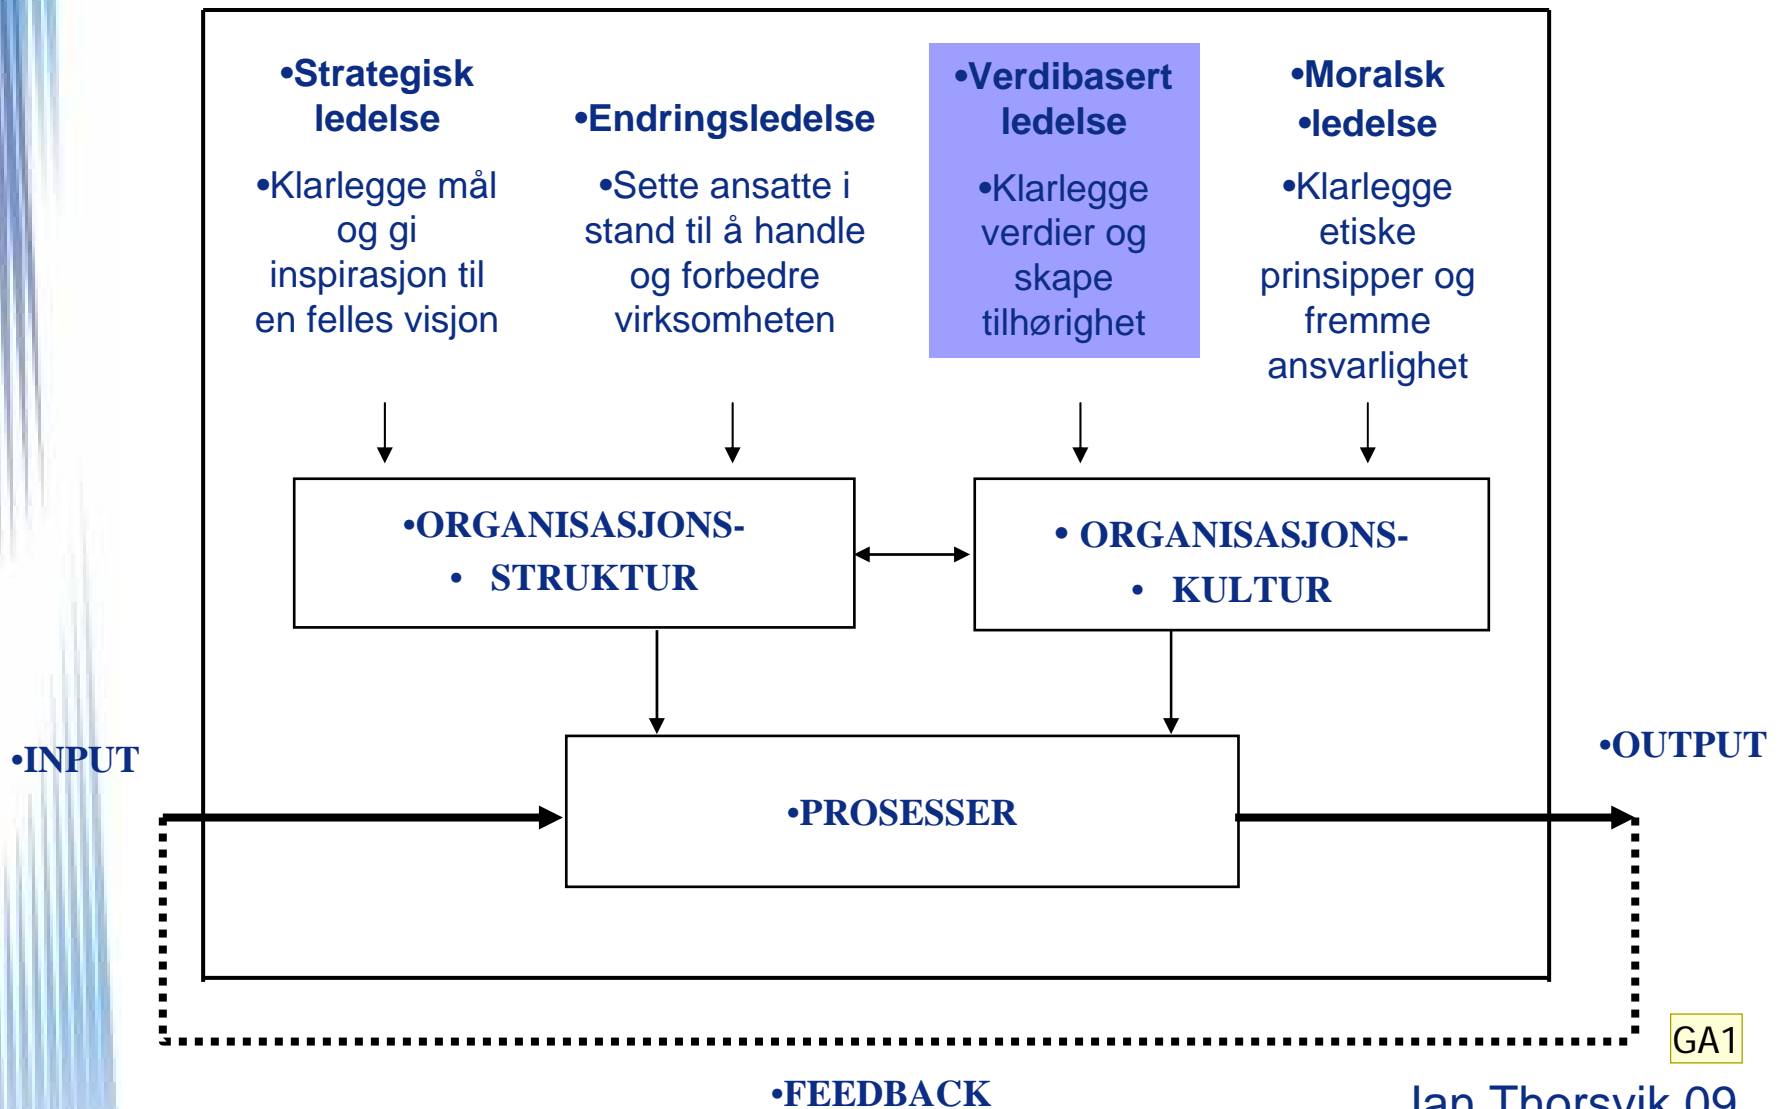 •Strategisk
ledelse
•Klarlegge mål
og gi
inspirasjon til
en felles visjon
•Endringsledelse
•Sette ansatte i
stand til å handle
og forbedre
virksomheten
•Verdibasert
ledelse
•Klarlegge
verdier og
skape
tilhørighet
•Moralsk
•ledelse
•Klarlegge
etiske
prinsipper og
fremme
ansvarlighet
•ORGANISASJONS-
• STRUKTUR
• ORGANISASJONS-
• KULTUR
•INPUT
•PROSESSER
•OUTPUT
GA1
•FEEDBACK
Jan Thorsvik 09